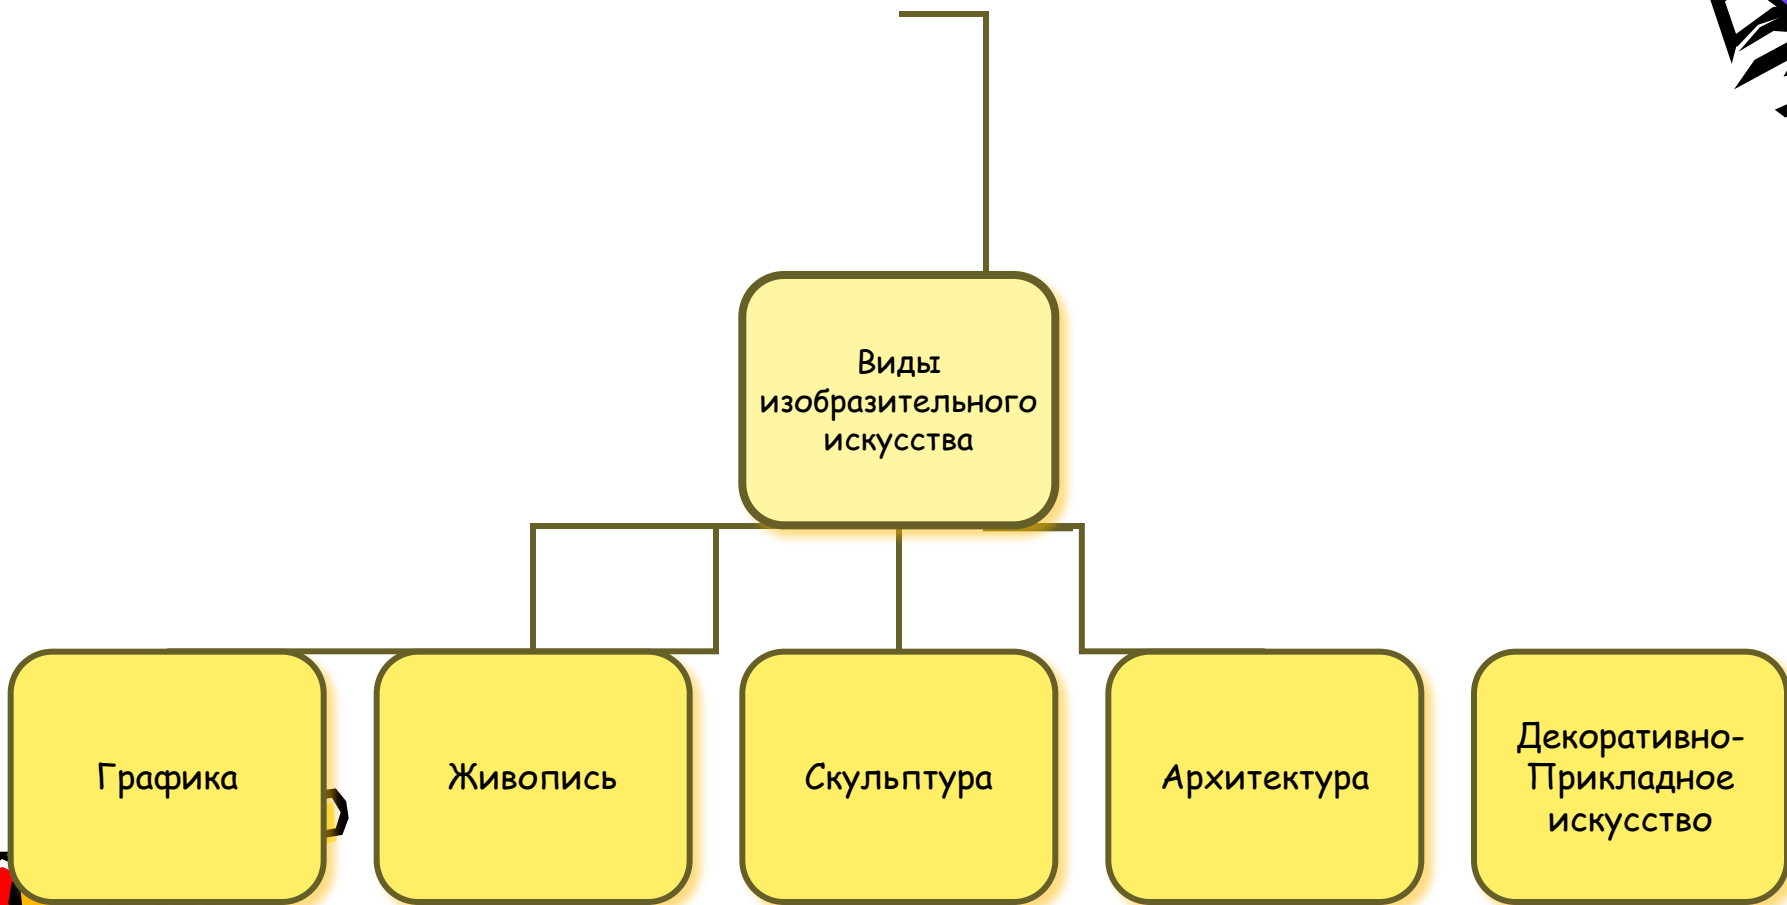 Виды
изобразительного
искусства
Графика
Живопись
Скульптура
Архитектура
Декоративно-
Прикладное
искусство